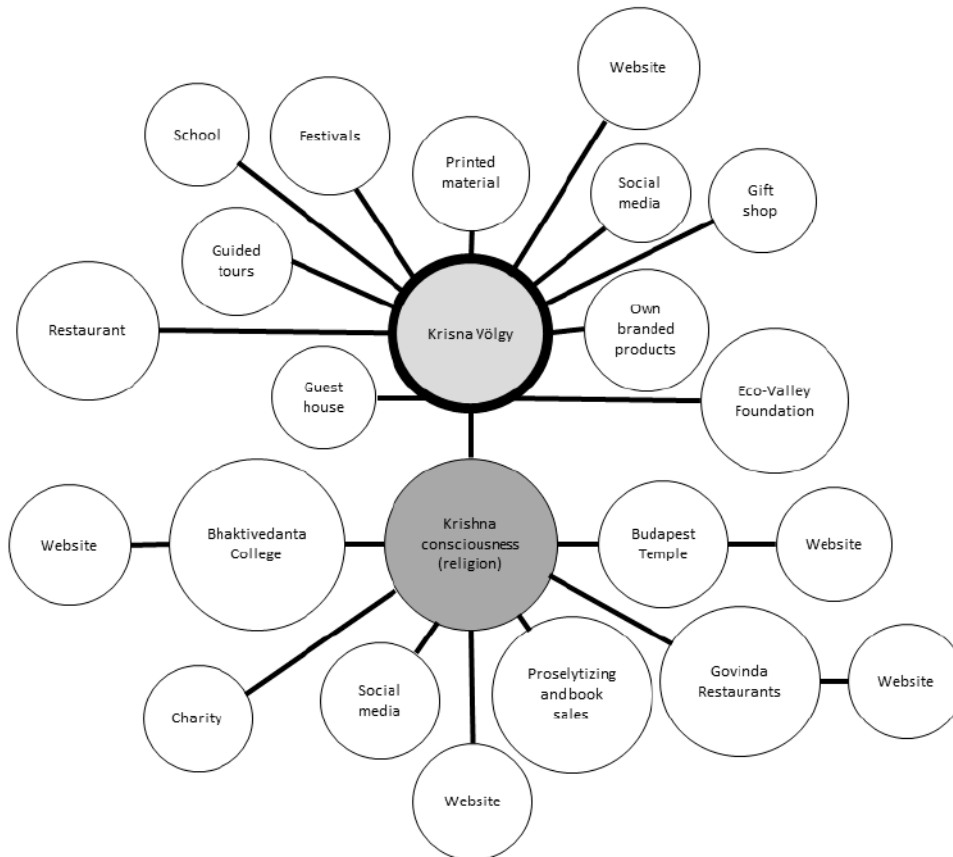 Website
School
Festivals
Printed
material
Social
media
Gift
shop
Guided
tours
Restaurant
Krisna Völgy
Own
branded
products
Guest
house
Eco-Valley
Foundation
Website
Bhaktivedanta
College
Krishna
consciousness
(religion)
Budapest
Temple
Website
Charity
Social
media
Proselytizing
and book
sales
Govinda
Restaurants
Website
Website